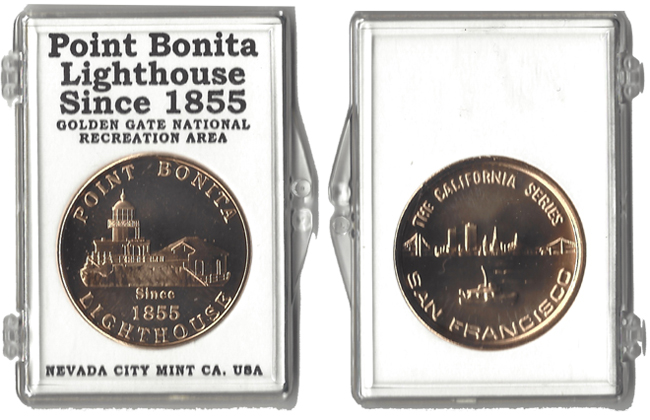 Point Bonita
Lighthouse
Since 1855
GOLDEN GATE NATIONAL
RECREATION AREA
POINT BONITA
Since
1855
LIGHTHOUSE
NEVADA CITY MINT CA. USA
THE CALIFORNIA SERIES
SAN FRANCISCO